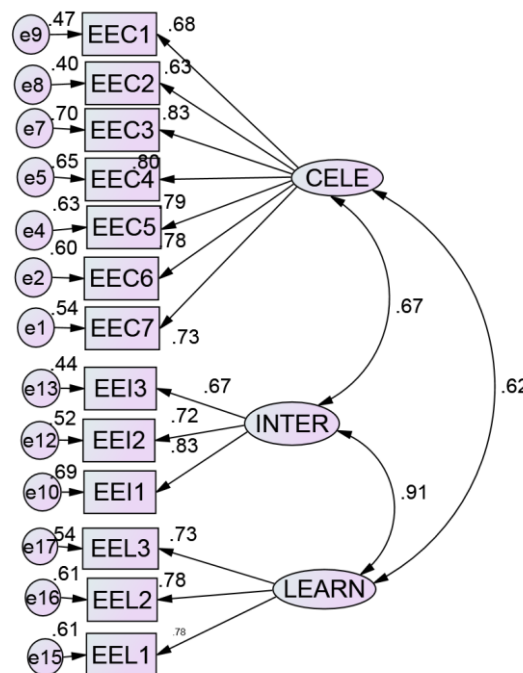 .47
e9 EEC1 .68
.40
e8 EEC2 .63
.70
e7 EEC3 .83
.65
e5 EEC4 .80
CELE
.63
e4 EEC5 .79
.60
e2 EEC6 .78
.54
e1 EEC7 .73
.67
.62
.44
e13 EEI3 .67
.52
e12 EEI2 .72
INTER
.69
e10 EEI1 .83
.91
.54
e17 EEL3 .73
.61
e16 EEL2 .78
LEARN
.61
e15 EEL1 .78